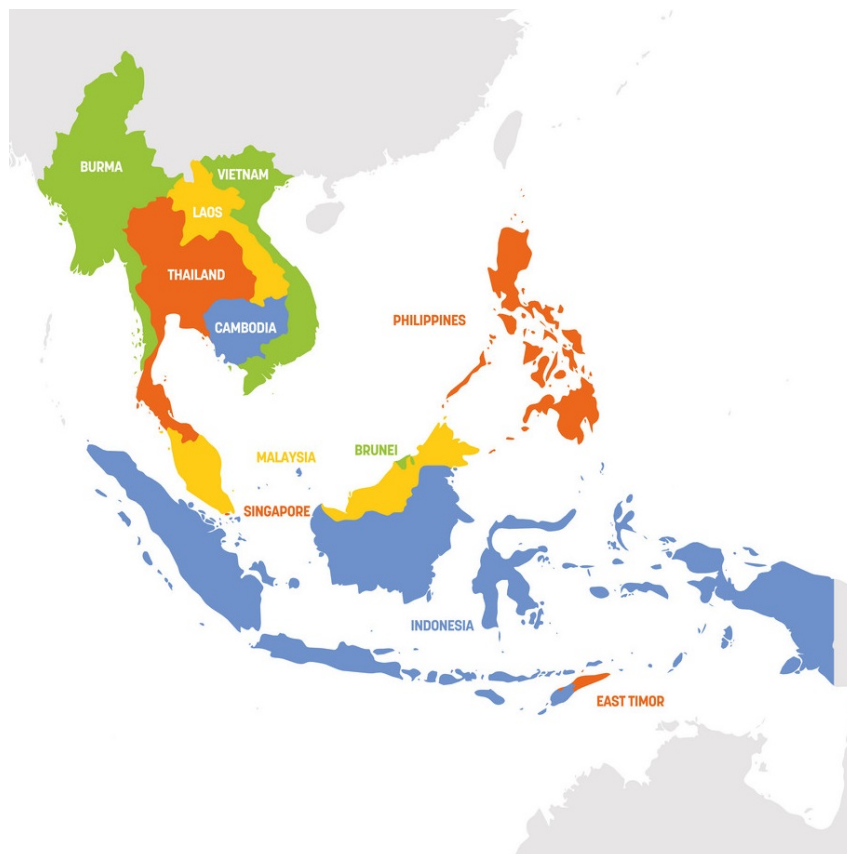 BURMA
VIETNAM
LAOS
THAILAND
CAMBODIA
PHILIPPINES
BRUNEI
MALAYSIA
SINGAPORE
INDONESIA
EAST TIMOR